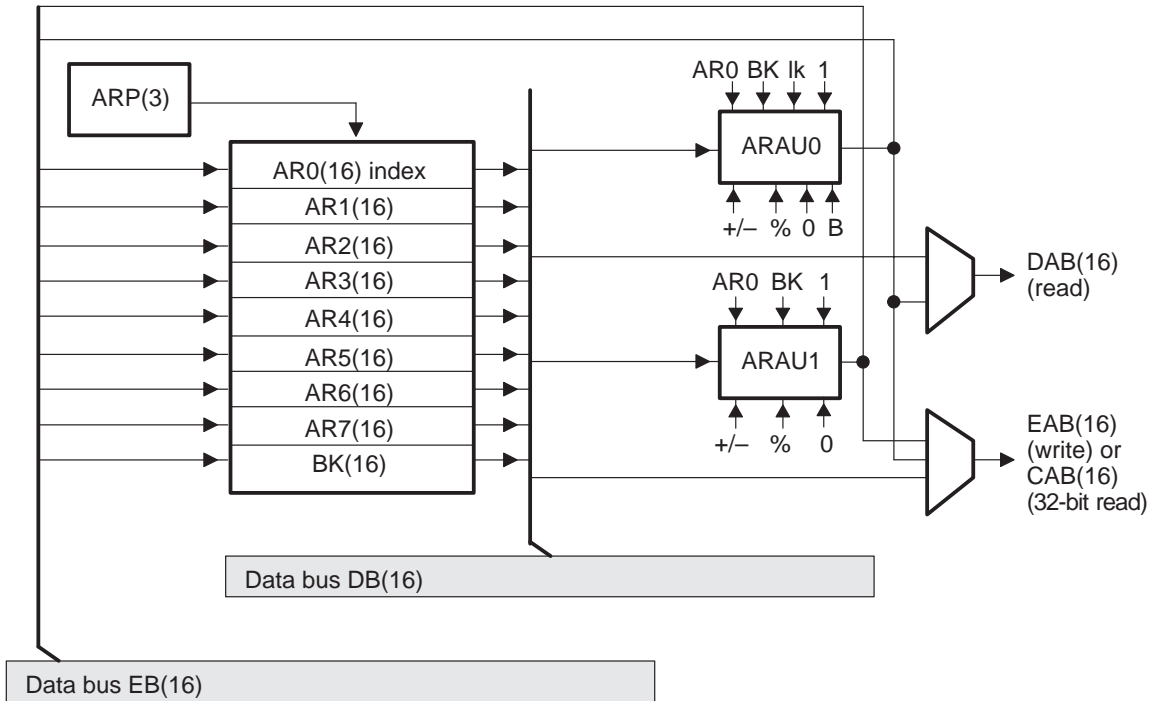 ARP(3)
AR0(16) index
AR1(16)
AR2(16)
AR3(16)
AR4(16)
AR5(16)
AR6(16)
AR7(16)
BK(16)
AR0 BK lk 1
ARAU0
+/– % 0 B
AR0 BK 1
ARAU1
+/– % 0
DAB(16)
(read)
EAB(16)
(write) or
CAB(16)
(32-bit read)
Data bus DB(16)
Data bus EB(16)